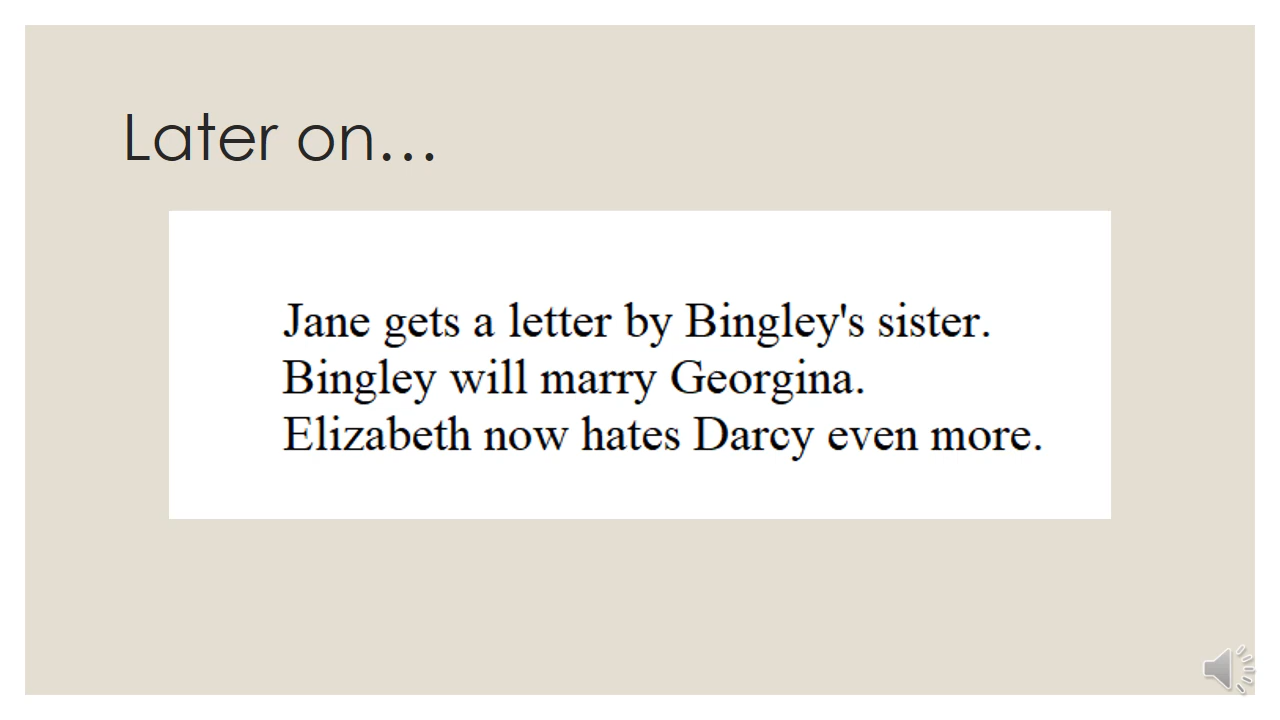 Later on…
Jane gets a letter by Bingley's sister.
Bingley will marry Georgina.
Elizabeth now hates Darcy even more.